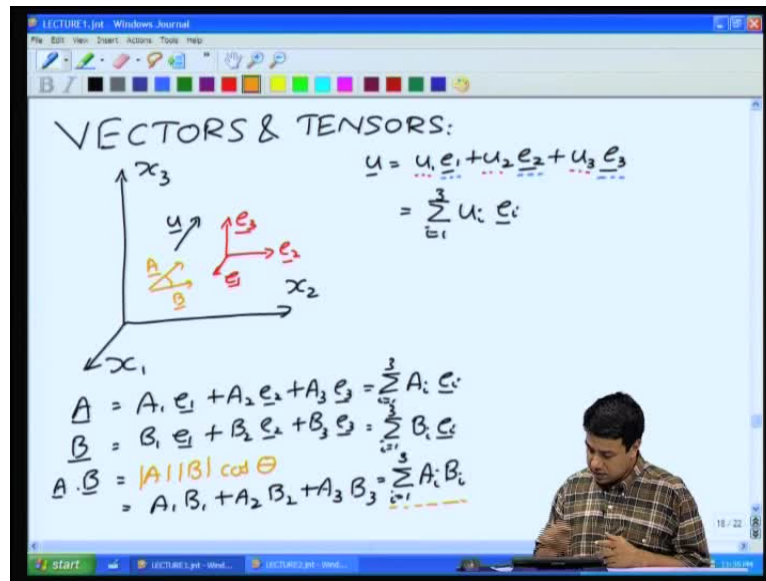 LECTURE1.jnt - Windows Journal
File Edit View Insert Actions Tools Help
B I
VECTORS & TENSORS:
x₃
u = u₁ e₁ + u₂ e₂ + u₃ e₃
= Σ_{i=1}^{3} uᵢ eᵢ
u
e₃
e₂
e₁
A
B
x₂
x₁
A = A₁ e₁ + A₂ e₂ + A₃ e₃ = Σ_{i=1}^{3} Aᵢ eᵢ
B = B₁ e₁ + B₂ e₂ + B₃ e₃ = Σ_{i=1}^{3} Bᵢ eᵢ
A . B = |A||B| cos θ
= A₁ B₁ + A₂ B₂ + A₃ B₃ = Σ_{i=1}^{3} Aᵢ Bᵢ
18 / 22
start LECTURE1.jnt - Wind... LECTURE2.jnt - Wind...